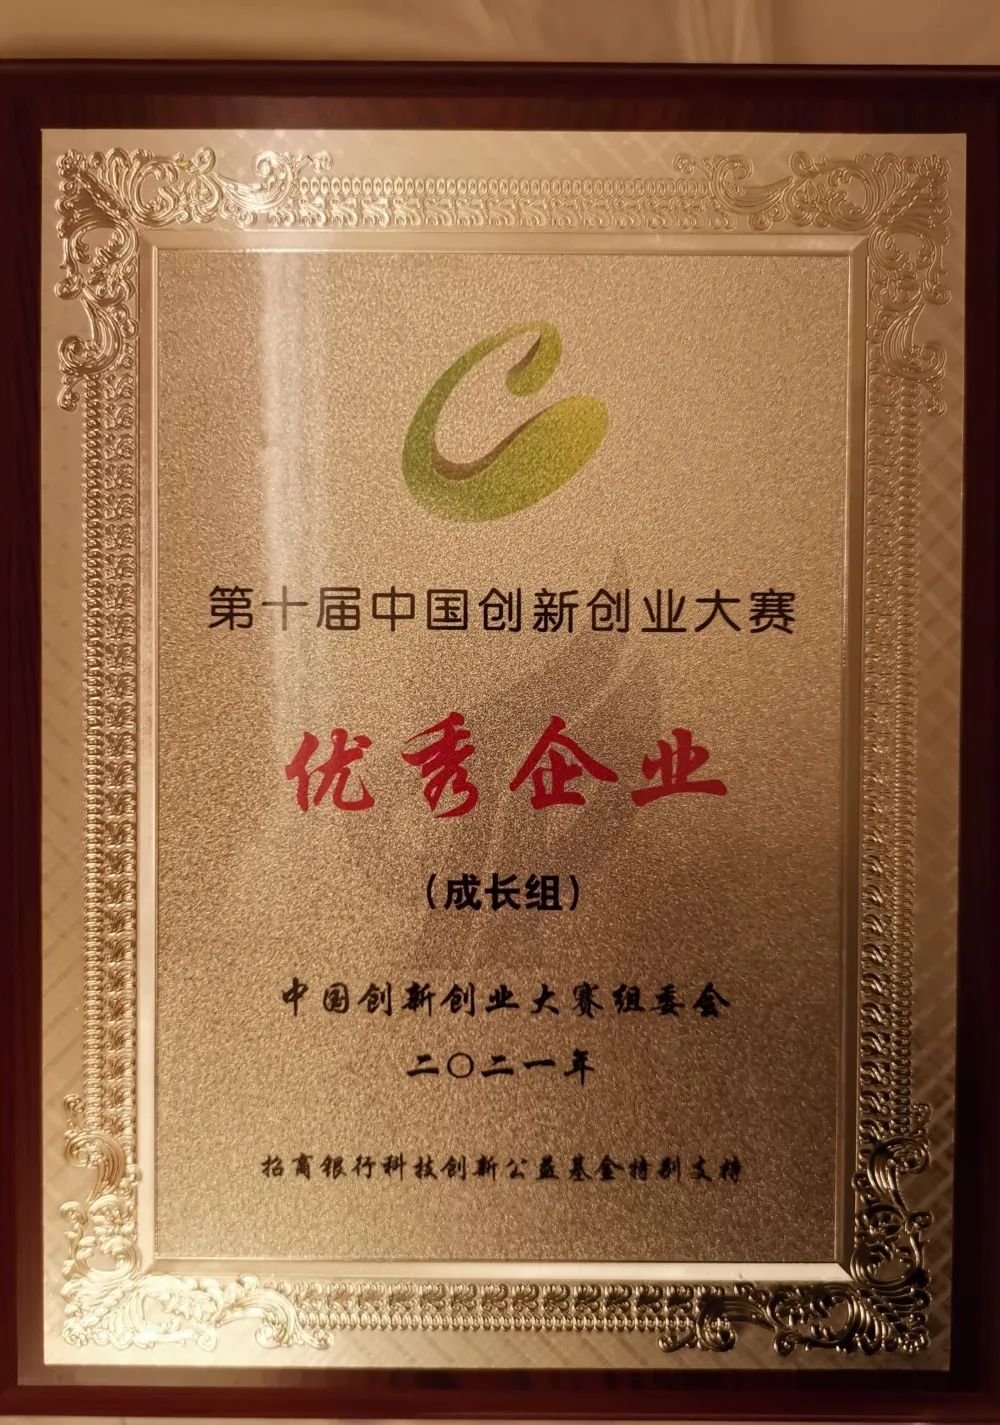 第十届中国创新创业大赛
优秀企业
（成长组）
中国创新创业大赛组委会
二〇二一年
招商银行科技创新公益基金特别支持